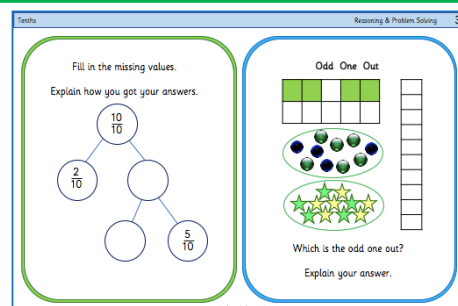 Tenths
Reasoning & Problem Solving 3
Fill in the missing values.
Explain how you got your answers.
10
10
2
10
5
10
Odd One Out
Which is the odd one out?
Explain your answer.